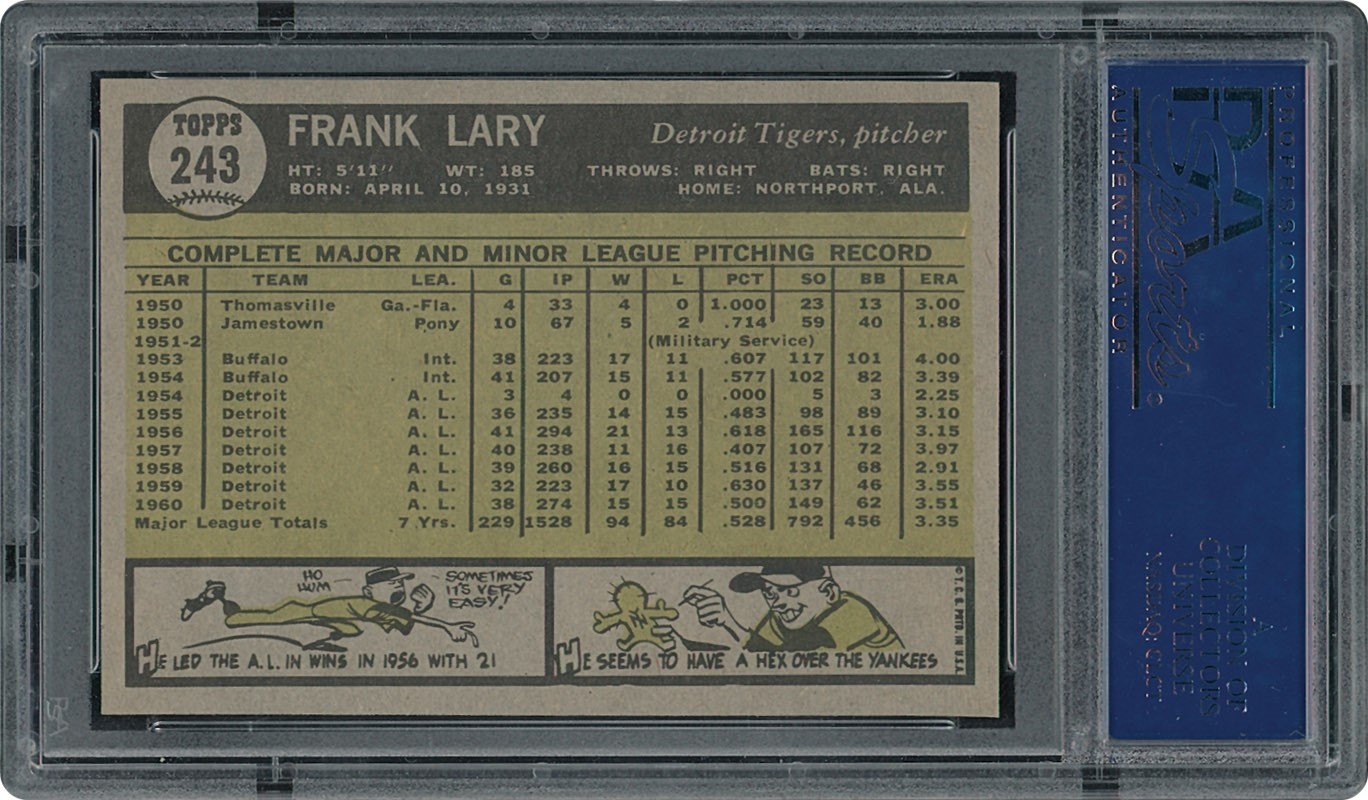 TOPPS
243
FRANK LARY
Detroit Tigers, pitcher
HT: 5'11" WT: 185 THROWS: RIGHT BATS: RIGHT
BORN: APRIL 10, 1931 HOME: NORTHPORT, ALA.
COMPLETE MAJOR AND MINOR LEAGUE PITCHING RECORD
YEAR TEAM LEA. G IP W L PCT SO BB ERA
1950 Thomasville Ga.-Fla. 4 33 4 0 1.000 23 13 3.00
1950 Jamestown Pony 10 67 5 2 .714 59 40 1.88
1951-2 (Military Service)
1953 Buffalo Int. 38 223 17 11 .607 117 101 4.00
1954 Buffalo Int. 41 207 15 11 .577 102 82 3.39
1954 Detroit A. L. 3 4 0 0 .000 5 3 2.25
1955 Detroit A. L. 36 235 14 15 .483 98 89 3.10
1956 Detroit A. L. 41 294 21 13 .618 165 116 3.15
1957 Detroit A. L. 40 238 11 16 .407 107 72 3.97
1958 Detroit A. L. 39 260 16 15 .516 131 68 2.91
1959 Detroit A. L. 32 223 17 10 .630 137 46 3.55
1960 Detroit A. L. 38 274 15 15 .500 149 62 3.51
Major League Totals 7 Yrs. 229 1528 94 84 .528 792 456 3.35
HO
HUM
SOMETIMES
IT'S VERY
EASY!
HE LED THE A.L. IN WINS IN 1956 WITH 21
NY
HE SEEMS TO HAVE A HEX OVER THE YANKEES
© T.C.G. PRTD. IN U.S.A.
PROFESSIONAL
PSA
Sports
AUTHENTICATOR
A
DIVISION OF
COLLECTORS
UNIVERSE
NASDAQ: CLCT
PSA